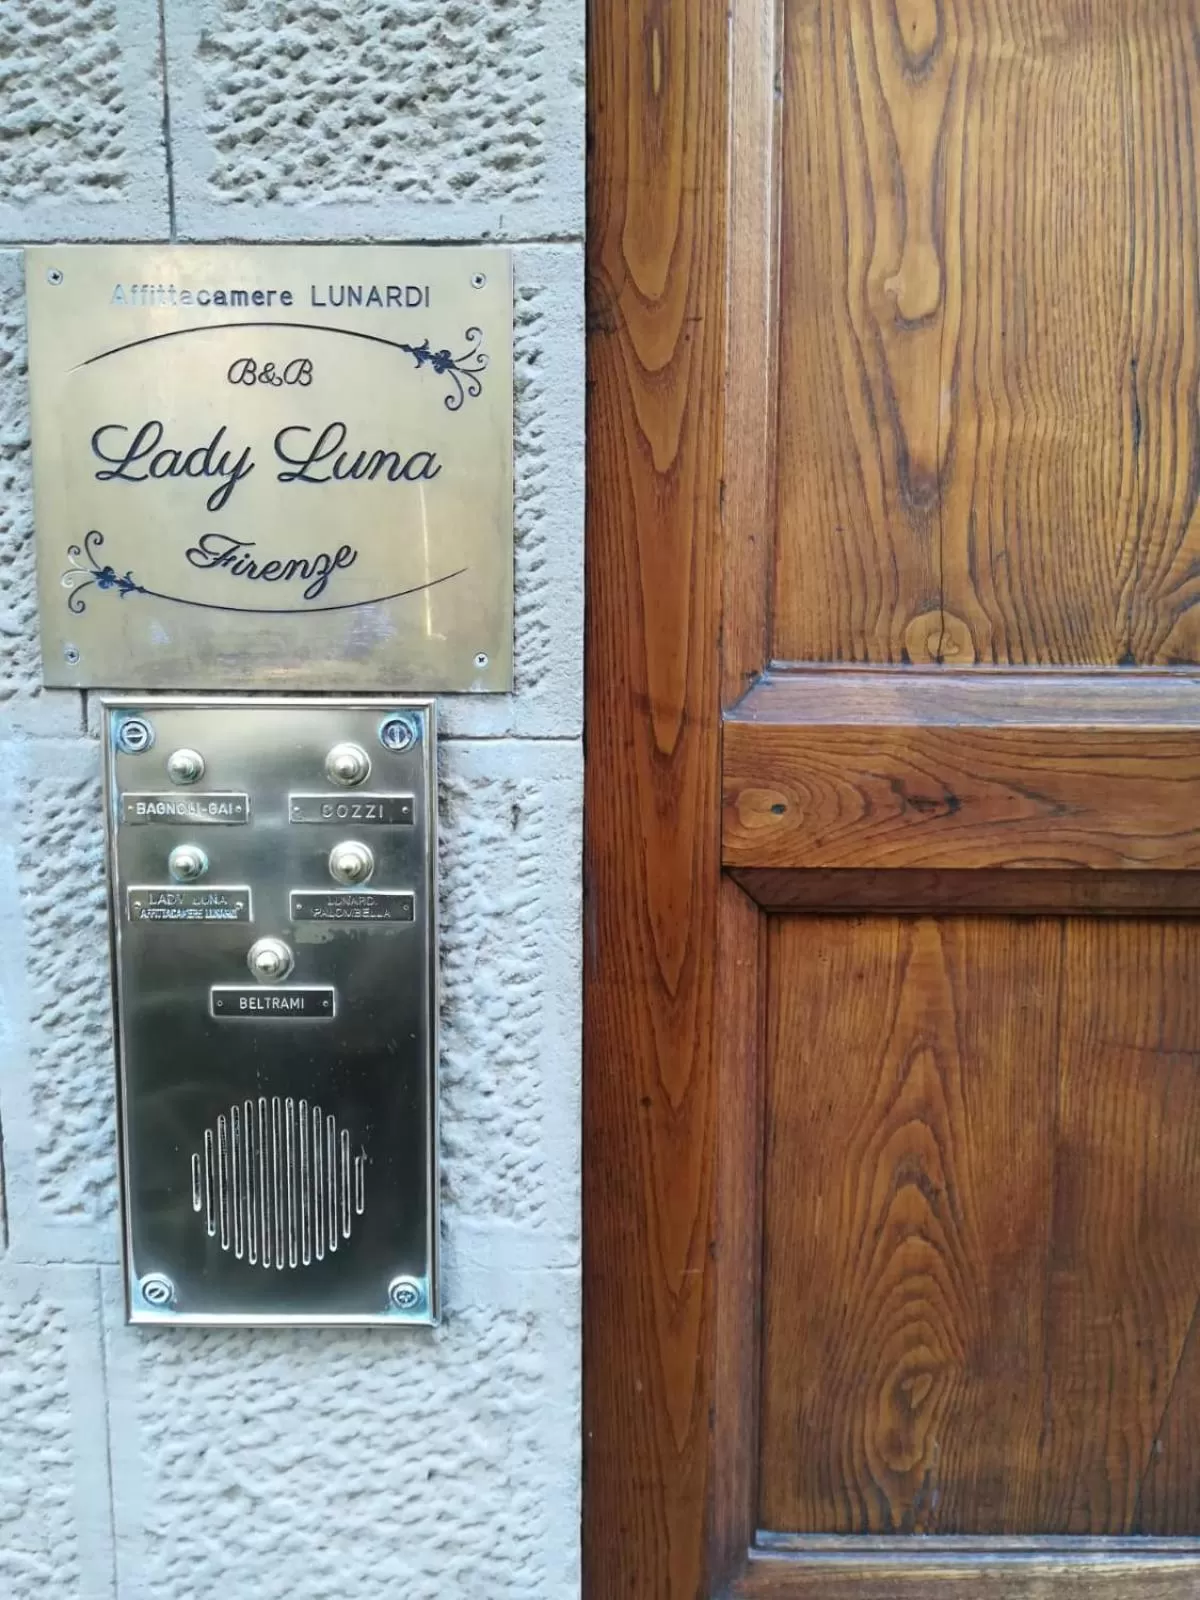 Affittacamere LUNARDI
B&B
Lady Luna
Firenze
BAGNOLI-GAI
BOZZI
LADY LUNA
AFFITTACAMERE LUNARDI
LUNARDI
PALOMBELLA
BELTRAMI